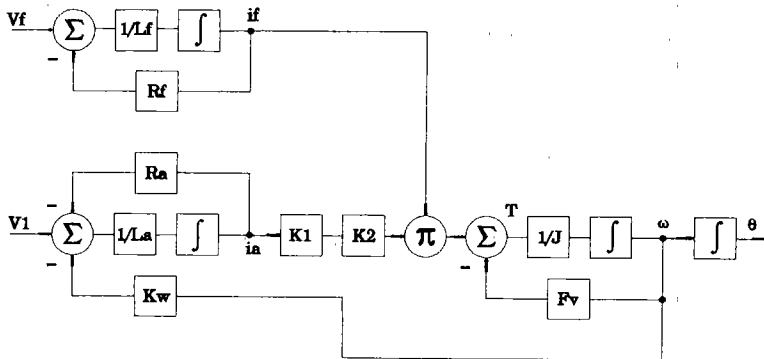 Vf
Σ
1/Lf
∫
if
-
Rf
Ra
-
V1
Σ
1/La
∫
ia
K1
K2
π
Σ
T
1/J
∫
ω
∫
θ
-
-
Kw
Fv